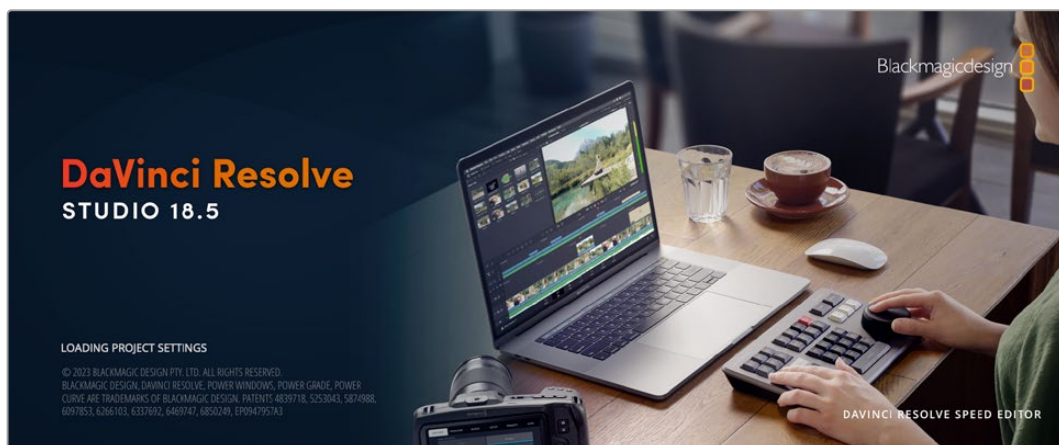 Blackmagicdesign
DaVinci Resolve
STUDIO 18.5
LOADING PROJECT SETTINGS
© 2023 BLACKMAGIC DESIGN PTY. LTD. ALL RIGHTS RESERVED.
BLACKMAGIC DESIGN, DAVINCI RESOLVE, POWER WINDOWS, POWER GRADE, POWER
CURVE ARE TRADEMARKS OF BLACKMAGIC DESIGN. PATENTS 4839718, 5253043, 5874988,
6097853, 6266103, 6337692, 6469747, 6850249, EP0947957A3
DAVINCI RESOLVE SPEED EDITOR